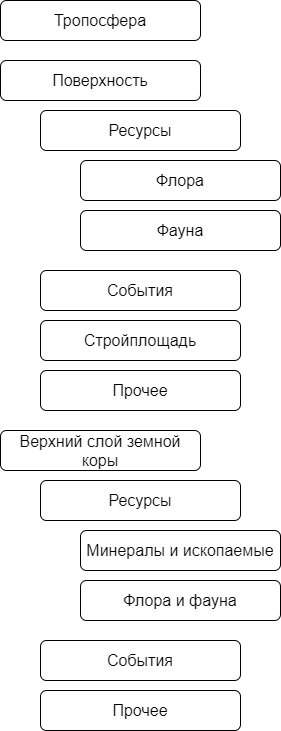 Тропосфера
Поверхность
Ресурсы
Флора
Фауна
События
Стройплощадь
Прочее
Верхний слой земной
коры
Ресурсы
Минералы и ископаемые
Флора и фауна
События
Прочее